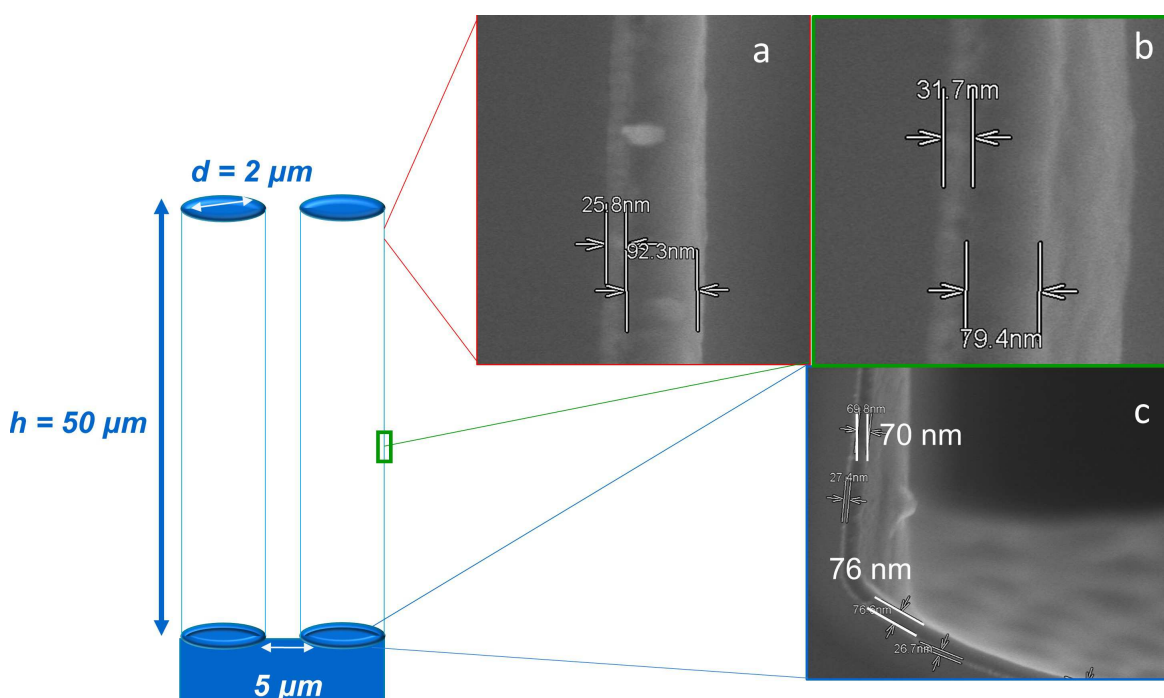 d = 2 µm
h = 50 µm
5 µm
a
25.8nm
92.3nm
b
31.7nm
79.4nm
c
69.8nm
70 nm
27.4nm
76 nm
76.6nm
26.7nm